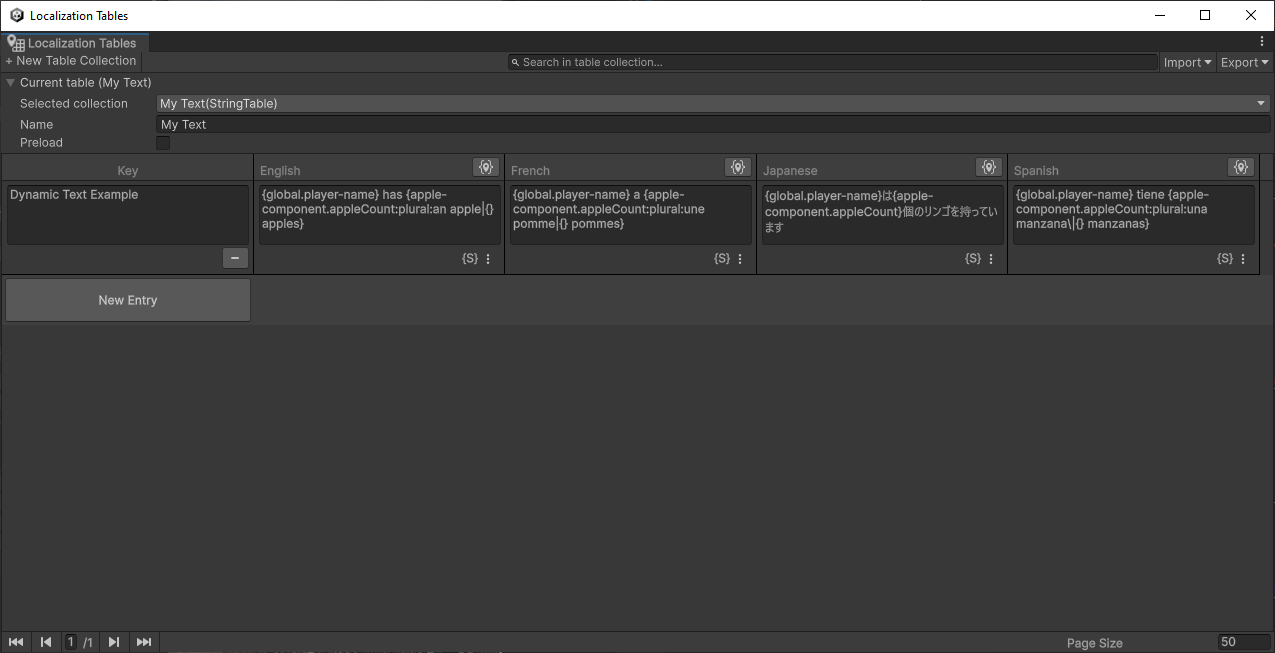 Localization Tables
Localization Tables
+ New Table Collection
Search in table collection...
Import
Export
Current table (My Text)
Selected collection
My Text(StringTable)
Name
My Text
Preload
Key
English
French
Japanese
Spanish
Dynamic Text Example
{global.player-name} has {apple-
component.appleCount:plural:an apple|{}
apples}
{global.player-name} a {apple-
component.appleCount:plural:une
pomme|{} pommes}
{global.player-name}は{apple-
component.appleCount}個のリンゴを持ってい
ます
{global.player-name} tiene {apple-
component.appleCount:plural:una
manzana\|{} manzanas}
{S}
{S}
{S}
{S}
New Entry
1 /1
Page Size
50